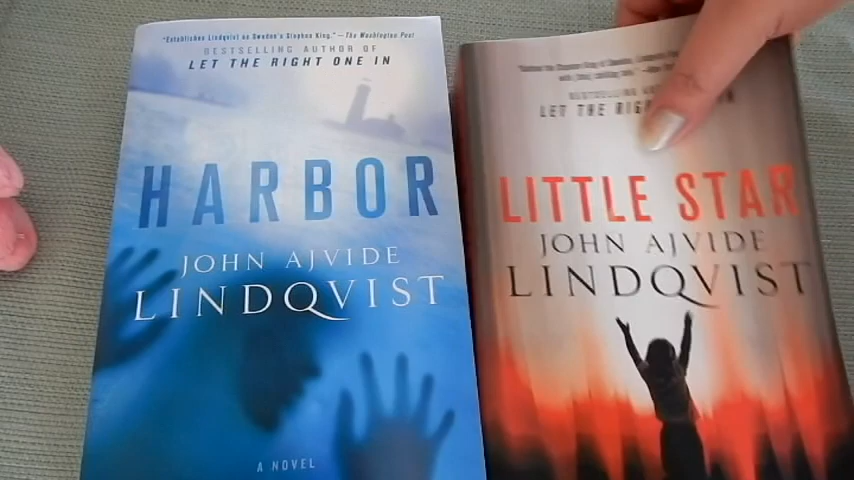 "Establishes Lindqvist as Sweden's Stephen King." —The Washington Post
BESTSELLING AUTHOR OF
LET THE RIGHT ONE IN
HARBOR
JOHN AJVIDE
LINDQVIST
A NOVEL
BESTSELLING
LET THE RIGH
IN
LITTLE STAR
JOHN AJVIDE
LINDQVIST